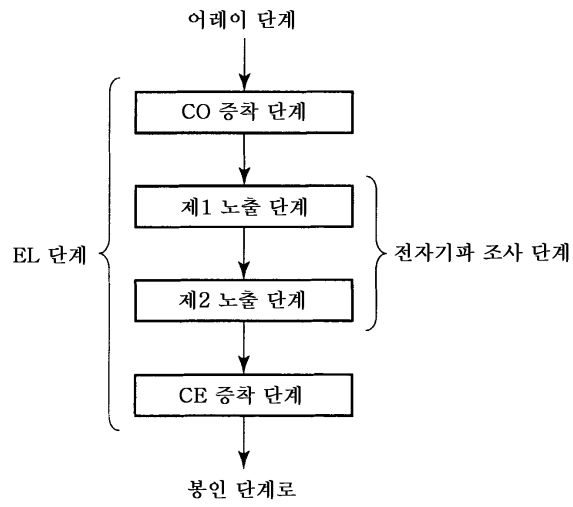 어레이 단계
CO 증착 단계
제1 노출 단계
EL 단계
전자기파 조사 단계
제2 노출 단계
CE 증착 단계
봉인 단계로